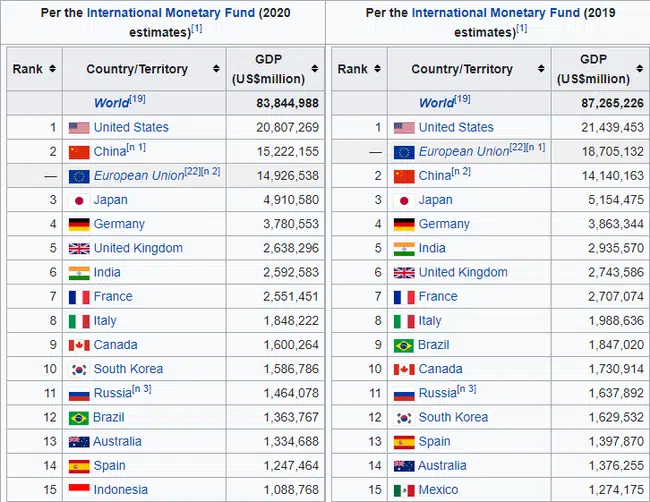 Per the International Monetary Fund (2020
estimates)[1]
Rank Country/Territory GDP
(US$million)
World[19] 83,844,988
1 United States 20,807,269
2 China[n 1] 15,222,155
— European Union[22][n 2] 14,926,538
3 Japan 4,910,580
4 Germany 3,780,553
5 United Kingdom 2,638,296
6 India 2,592,583
7 France 2,551,451
8 Italy 1,848,222
9 Canada 1,600,264
10 South Korea 1,586,786
11 Russia[n 3] 1,464,078
12 Brazil 1,363,767
13 Australia 1,334,688
14 Spain 1,247,464
15 Indonesia 1,088,768
Per the International Monetary Fund (2019
estimates)[1]
Rank Country/Territory GDP
(US$million)
World[19] 87,265,226
1 United States 21,439,453
— European Union[22][n 1] 18,705,132
2 China[n 2] 14,140,163
3 Japan 5,154,475
4 Germany 3,863,344
5 India 2,935,570
6 United Kingdom 2,743,586
7 France 2,707,074
8 Italy 1,988,636
9 Brazil 1,847,020
10 Canada 1,730,914
11 Russia[n 3] 1,637,892
12 South Korea 1,629,532
13 Spain 1,397,870
14 Australia 1,376,255
15 Mexico 1,274,175